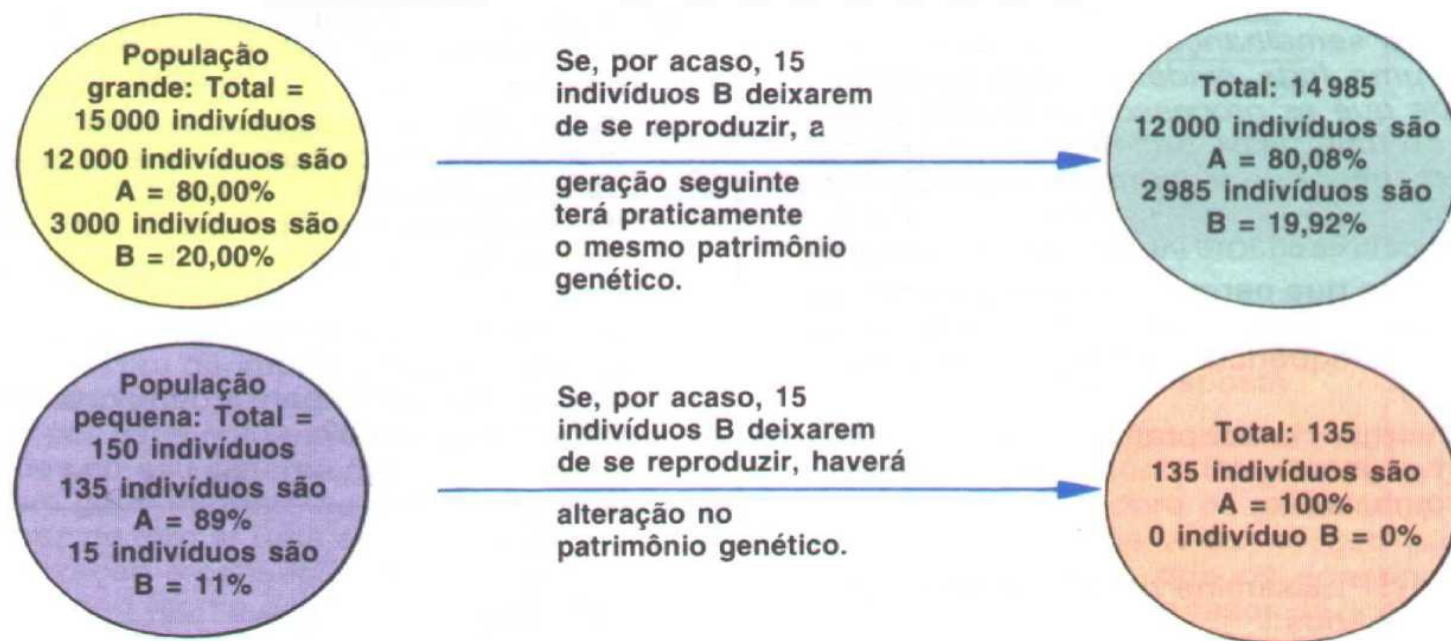 População
grande: Total =
15 000 indivíduos
12 000 indivíduos são
A = 80,00%
3 000 indivíduos são
B = 20,00%
Se, por acaso, 15
indivíduos B deixarem
de se reproduzir, a
geração seguinte
terá praticamente
o mesmo patrimônio
genético.
Total: 14 985
12 000 indivíduos são
A = 80,08%
2 985 indivíduos são
B = 19,92%
População
pequena: Total =
150 indivíduos
135 indivíduos são
A = 89%
15 indivíduos são
B = 11%
Se, por acaso, 15
indivíduos B deixarem
de se reproduzir, haverá
alteração no
patrimônio genético.
Total: 135
135 indivíduos são
A = 100%
0 indivíduo B = 0%